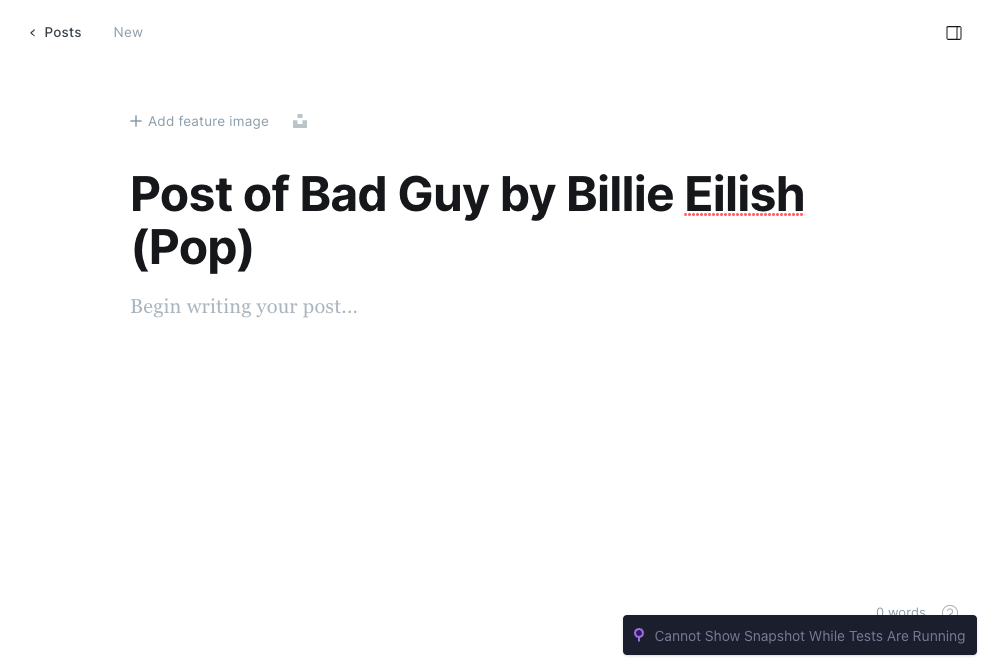 Posts New
Add feature image
Post of Bad Guy by Billie Eilish
(Pop)
Begin writing your post...
0 words ?
Cannot Show Snapshot While Tests Are Running